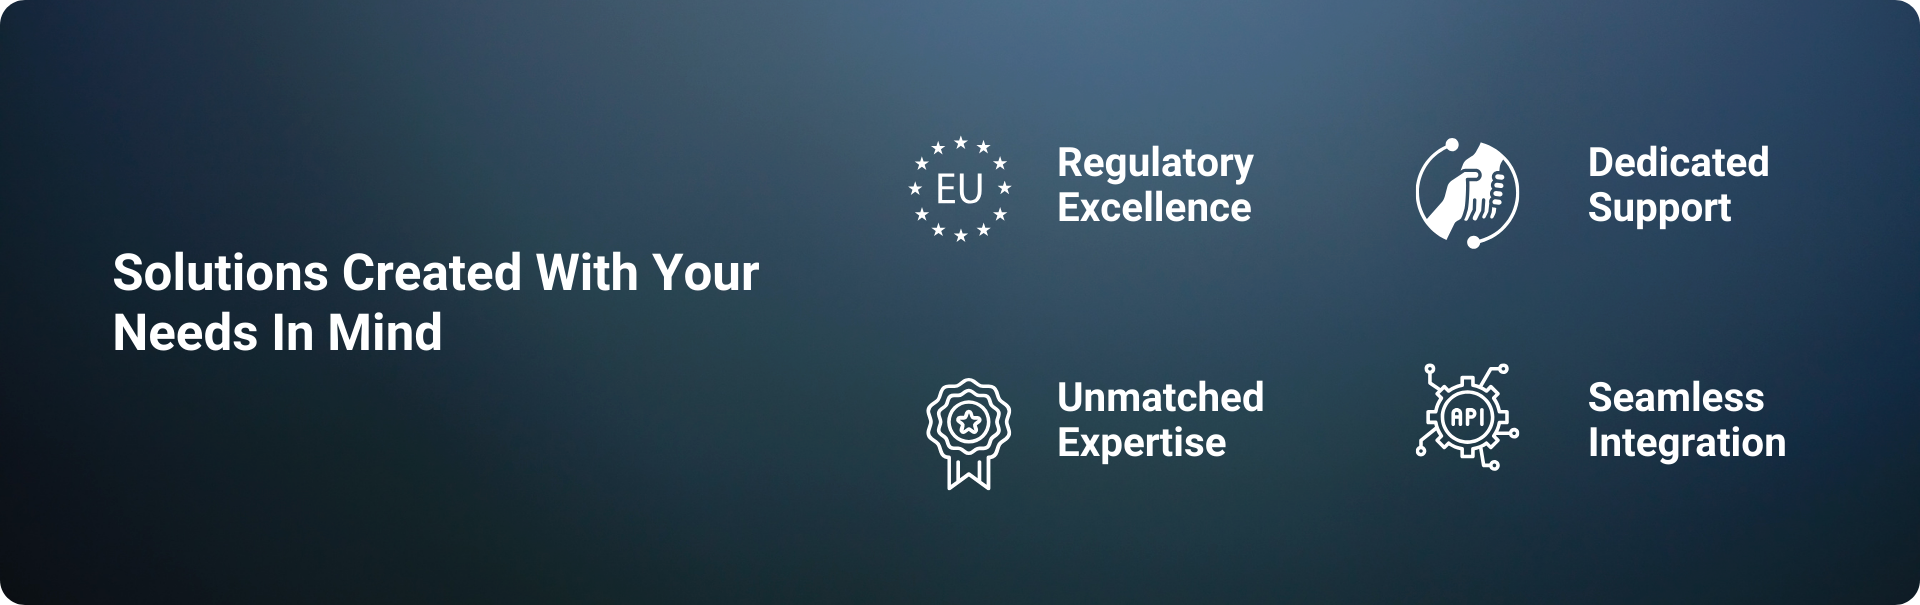 Solutions Created With Your
Needs In Mind
EU
Regulatory
Excellence
Dedicated
Support
Unmatched
Expertise
API
Seamless
Integration